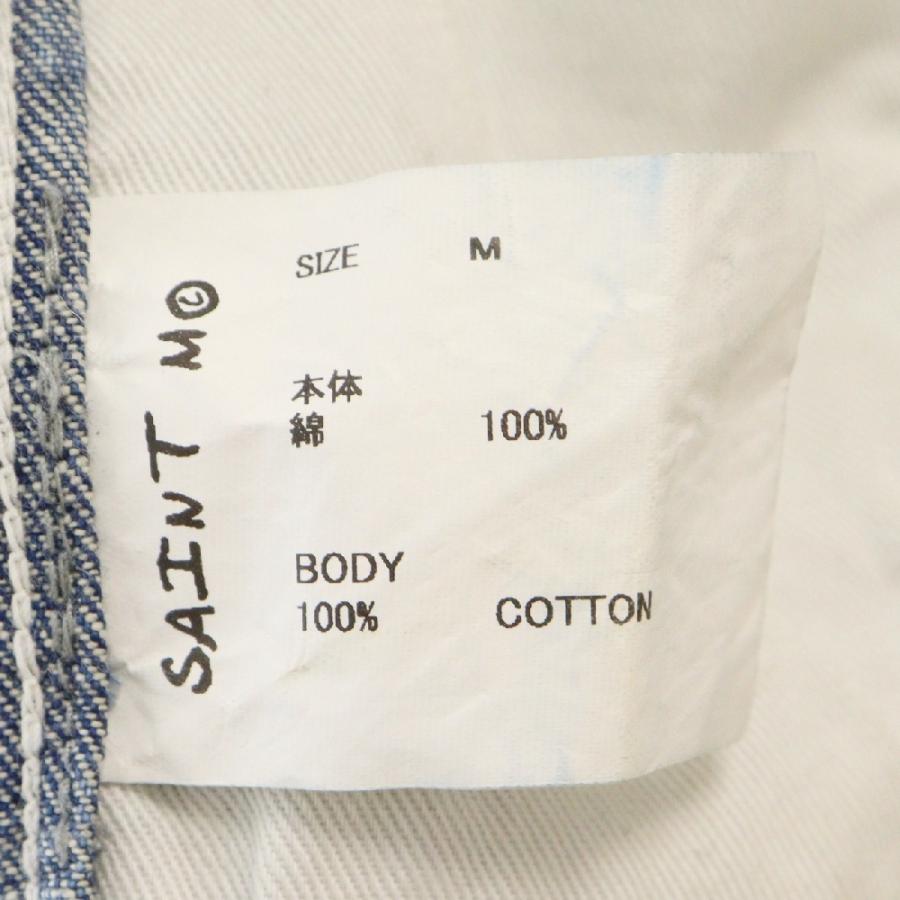 SAINT M©
SIZE M
本体
綿 100%
BODY
100% COTTON